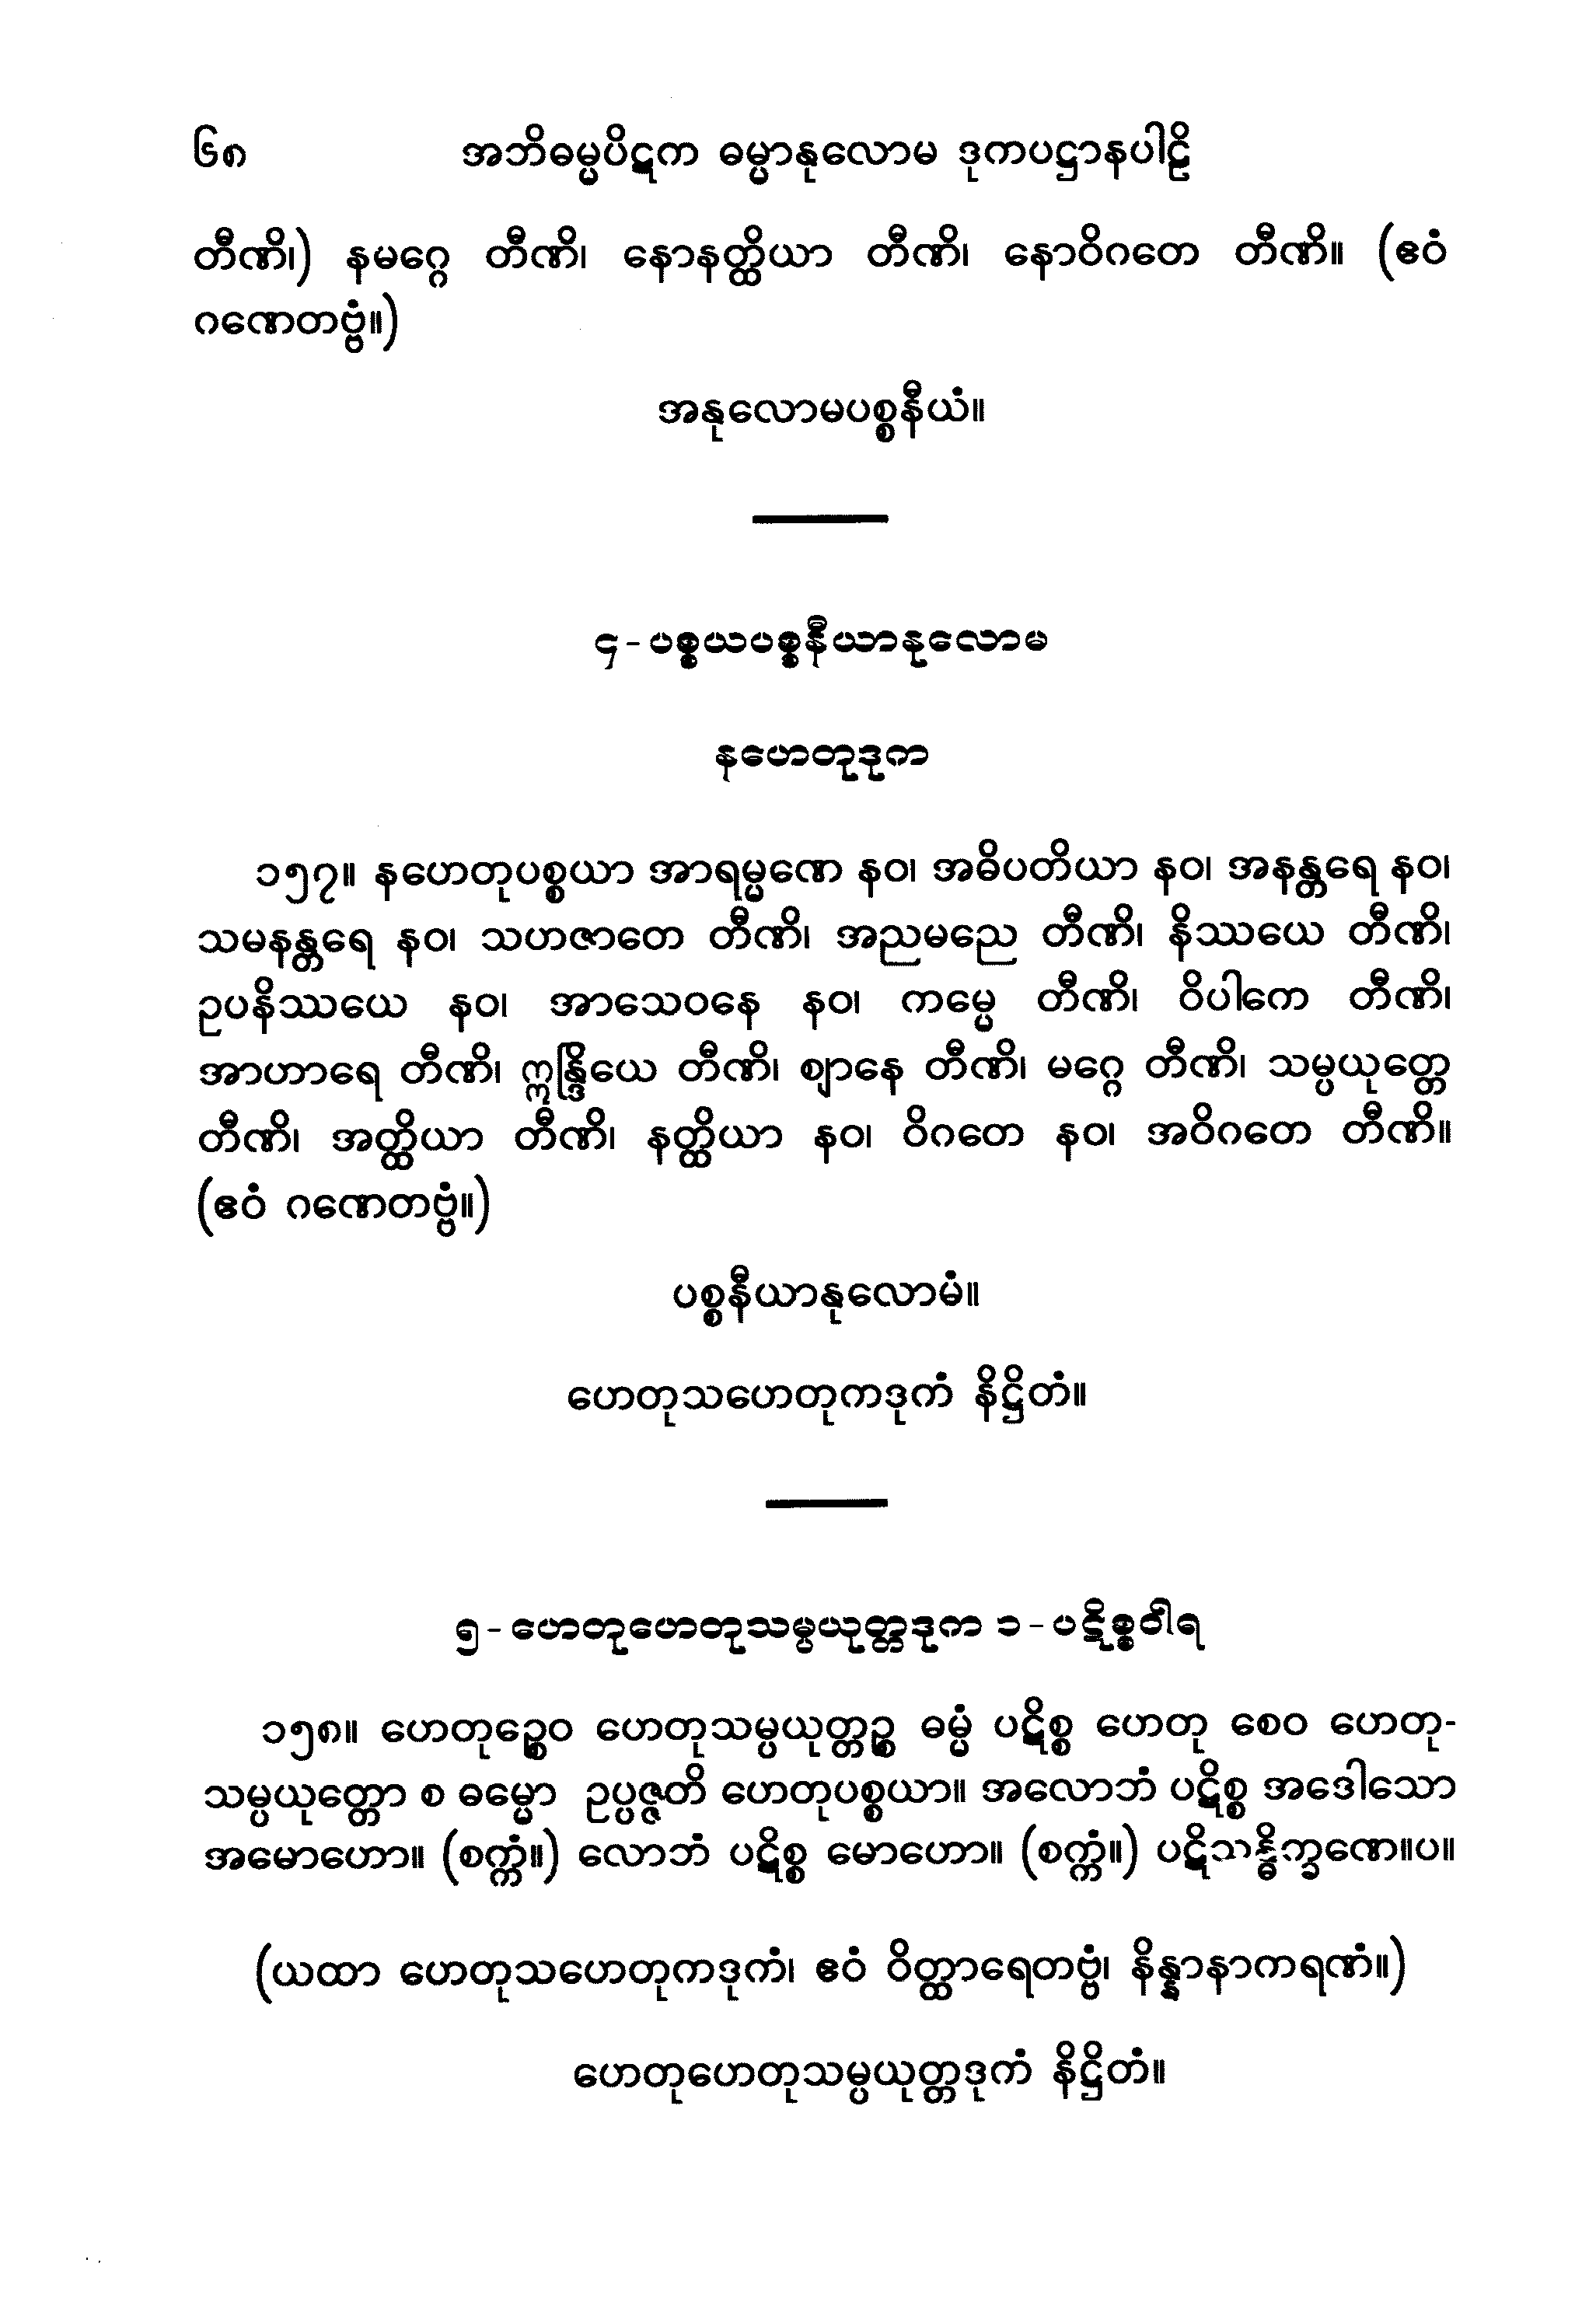 ၆၈ အဘိဓမ္မပိဋက ဓမ္မာနုလောမ ဒုကပဋ္ဌာနပါဠိ
တီဏိ၊) နမဂ္ဂေ တီဏိ၊ နောနတ္ထိယာ တီဏိ၊ နောဝိဂတေ တီဏိ။ (ဧဝံ
ဂဏေတဗ္ဗံ။)
အနုလောမပစ္စနီယံ။
၄-ပစ္စယပစ္စနီယာနုလောမ
နဟေတုဒုက
၁၅၇။ နဟေတုပစ္စယာ အာရမ္မဏေ နဝ၊ အဓိပတိယာ နဝ၊ အနန္တရေ နဝ၊
သမနန္တရေ နဝ၊ သဟဇာတေ တီဏိ၊ အညမညေ တီဏိ၊ နိဿယေ တီဏိ၊
ဥပနိဿယေ နဝ၊ အာသေဝနေ နဝ၊ ကမ္မေ တီဏိ၊ ဝိပါကေ တီဏိ၊
အာဟာရေ တီဏိ၊ ဣန္ဒြိယေ တီဏိ၊ ဈာနေ တီဏိ၊ မဂ္ဂေ တီဏိ၊ သမ္ပယုတ္တေ
တီဏိ၊ အတ္ထိယာ တီဏိ၊ နတ္ထိယာ နဝ၊ ဝိဂတေ နဝ၊ အဝိဂတေ တီဏိ။
(ဧဝံ ဂဏေတဗ္ဗံ။)
ပစ္စနီယာနုလောမံ။
ဟေတုသဟေတုကဒုကံ နိဋ္ဌိတံ။
၅-ဟေတုဟေတုသမ္ပယုတ္တဒုက ၁-ပဋိစ္စဝါရ
၁၅၈။ ဟေတုဉ္စေဝ ဟေတုသမ္ပယုတ္တဉ္စ ဓမ္မံ ပဋိစ္စ ဟေတု စေဝ ဟေတု-
သမ္ပယုတ္တော စ ဓမ္မော ဥပ္ပဇ္ဇတိ ဟေတုပစ္စယာ။ အလောဘံ ပဋိစ္စ အဒေါသော
အမောဟော။ (စက္ကံ။) လောဘံ ပဋိစ္စ မောဟော။ (စက္ကံ။) ပဋိသန္ဓိက္ခဏေ။ပ။
(ယထာ ဟေတုသဟေတုကဒုကံ၊ ဧဝံ ဝိတ္ထာရေတဗ္ဗံ၊ နိန္နာနာကရဏံ။)
ဟေတုဟေတုသမ္ပယုတ္တဒုကံ နိဋ္ဌိတံ။